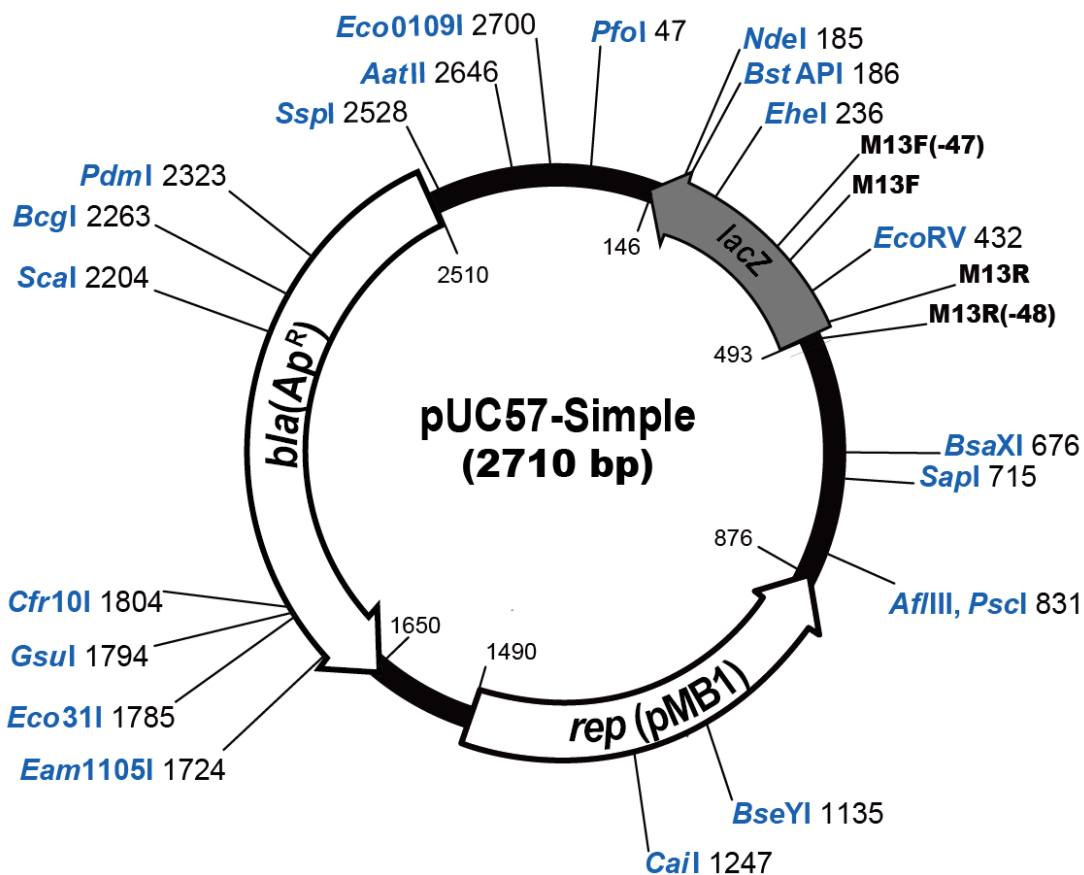 Eco0109I 2700
PfoI 47
NdeI 185
AatII 2646
BstAPI 186
SspI 2528
EheI 236
M13F(-47)
PdmI 2323
M13F
BcgI 2263
EcoRV 432
146
lacZ
ScaI 2204
2510
M13R
M13R(-48)
493
bla(ApR)
pUC57-Simple
(2710 bp)
BsaXI 676
SapI 715
876
Cfr10I 1804
AflIII, PscI 831
1650
GsuI 1794
1490
Eco31I 1785
rep (pMB1)
Eam1105I 1724
BseYI 1135
CaiI 1247